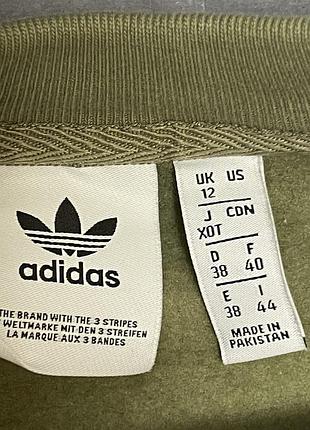 adidas
THE BRAND WITH THE 3 STRIPES
WELTMARKE MIT DEN 3 STREIFEN
LA MARQUE AUX 3 BANDES
UK US
12
J CDN
XOT
D F
38 40
E I
38 44
MADE IN
PAKISTAN